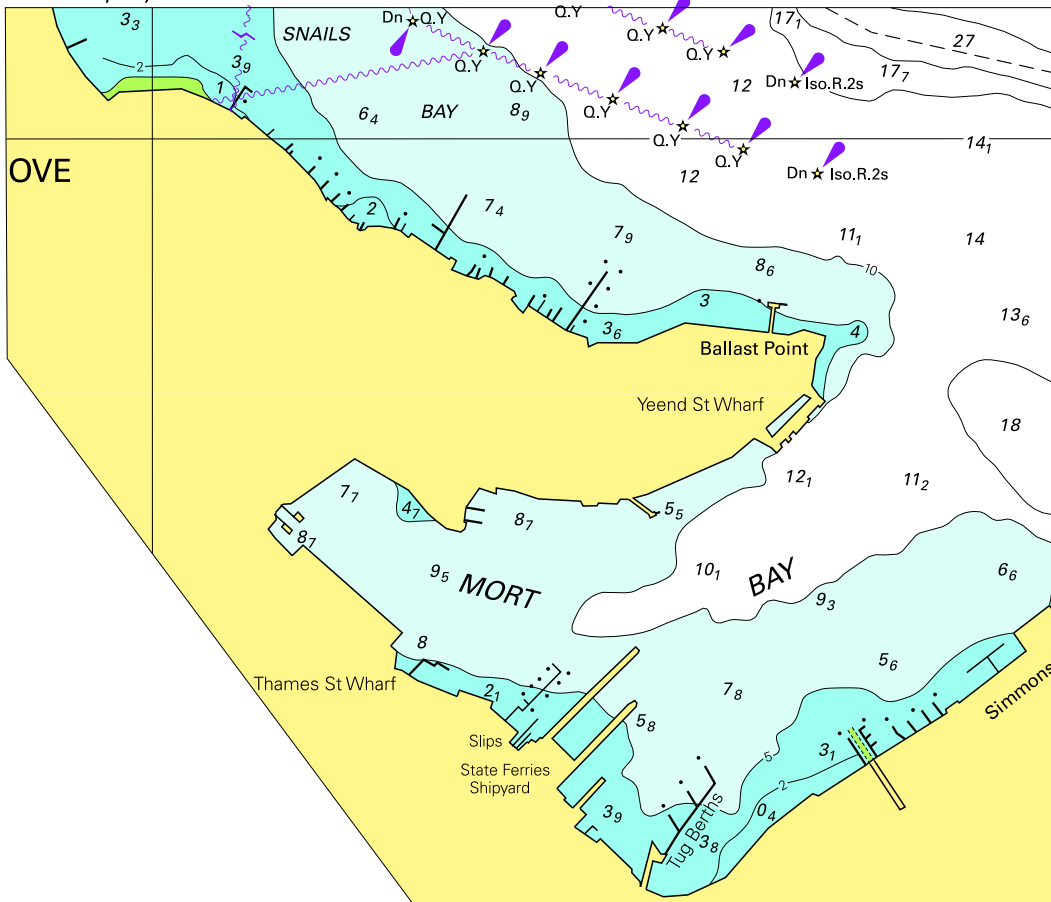 3₃
Dn Q.Y
Q.Y
Q.Y
17₁
27
SNAILS
Q.Y
Q.Y
2
3₉
Q.Y
Q.Y
12
Dn Iso.R.2s
17₇
1
6₄
BAY
8₉
Q.Y
Q.Y
14₁
OVE
12
Dn Iso.R.2s
2
7₄
7₉
11₁
14
8₆
10
3
3₆
4
13₆
Ballast Point
Yeend St Wharf
18
7₇
12₁
11₂
4₇
8₇
5₅
8₇
9₅
MORT
10₁
BAY
6₆
9₃
8
5₆
Thames St Wharf
2₁
7₈
Simmons
5₈
Slips
3₁
5
State Ferries
Shipyard
2
3₉
0₄
Tug Berths
3₈